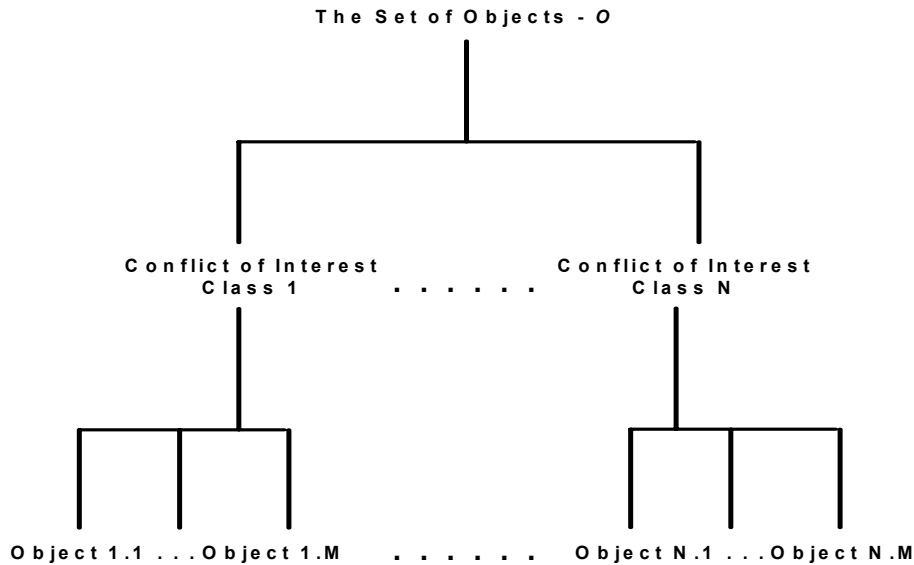 The Set of Objects - O
Conflict of Interest Class 1
. . . . . .
Conflict of Interest Class N
Object 1.1 . . . Object 1.M . . . . . . Object N.1 . . . Object N.M